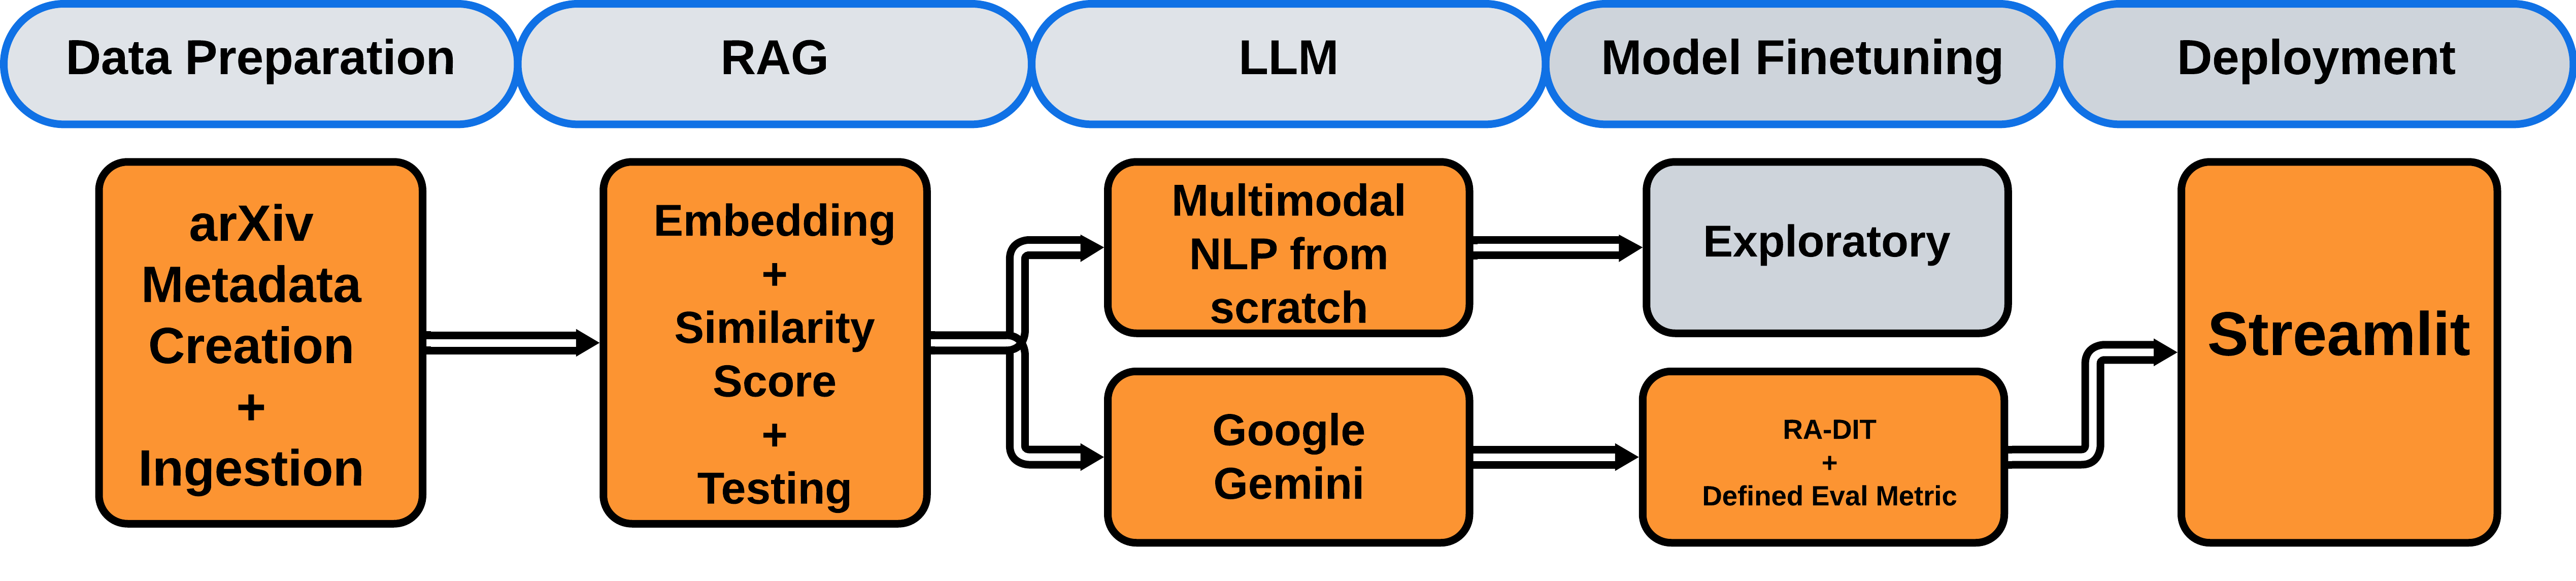 Data Preparation
RAG
LLM
Model Finetuning
Deployment
arXiv
Metadata
Creation
+
Ingestion
Embedding
+
Similarity
Score
+
Testing
Multimodal
NLP from
scratch
Google
Gemini
Exploratory
RA-DIT
+
Defined Eval Metric
Streamlit